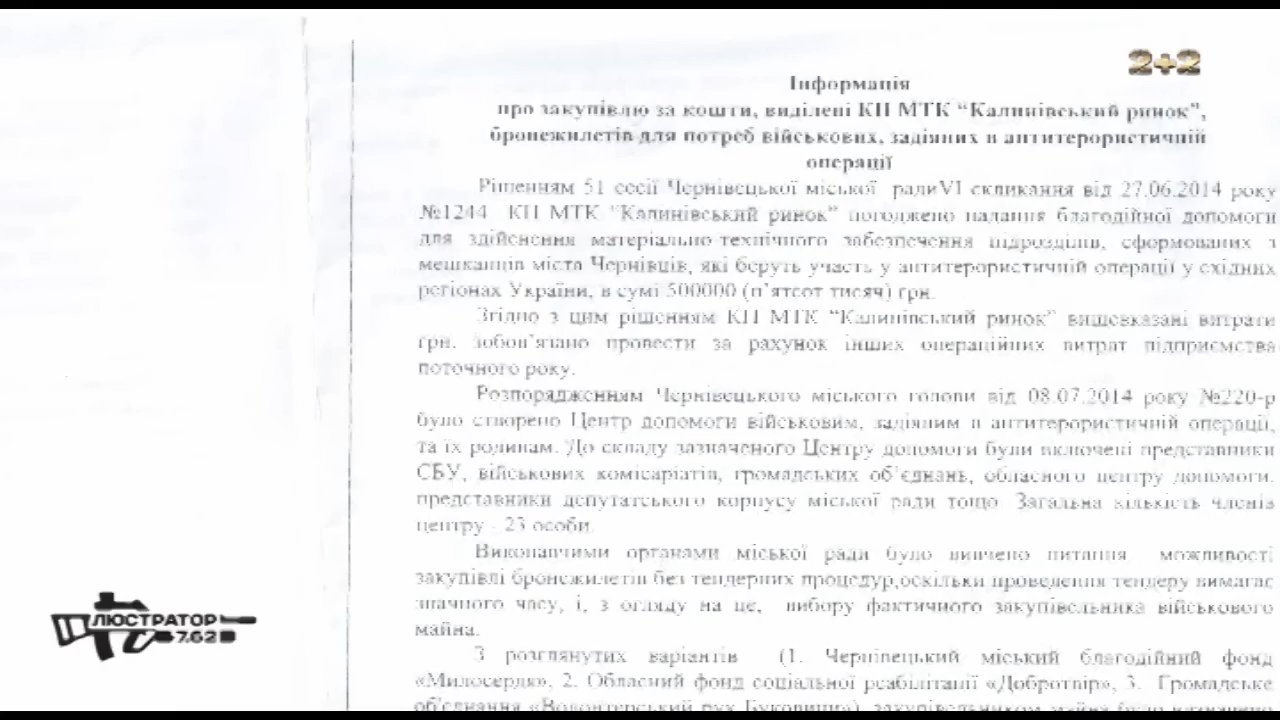 2+2
Інформація
про закупівлю за кошти, виділені КП МТК “Калинівський ринок”,
бронежилетів для потреб військових, задіяних в антитерористичній
операції
Рішенням 51 сесії Чернівецької міської радиVI скликання від 27.06.2014 року
№1244 КП МТК “Калинівський ринок” погоджено надання благодійної допомоги
для здійснення матеріально-технічного забезпечення підрозділів, сформованих з
мешканців міста Чернівців, які беруть участь у антитерористичній операції у східних
регіонах України, в сумі 500000 (п’ятсот тисяч) грн.
Згідно з цим рішенням КП МТК “Калинівський ринок” вищевказані витрати
грн. зобов’язано провести за рахунок інших операційних витрат підприємства
поточного року.
Розпорядженням Чернівецького міського голови від 08.07.2014 року №220-р
було створено Центр допомоги військовим, задіяним в антитерористичній операції,
та їх родинам. До складу зазначеного Центру допомоги були включені представники
СБУ, військових комісаріатів, громадських об’єднань, обласного центру допомоги,
представники депутатського корпусу міської ради тощо. Загальна кількість членів
центру - 23 особи.
Виконавчими органами міської ради було вивчено питання можливості
закупівлі бронежилетів без тендерних процедур,оскільки проведення тендеру вимагає
значного часу, і, з огляду на це, вибору фактичного закупівельника військового
майна.
З розглянутих варіантів (1. Чернівецький міський благодійний фонд
«Милосердя», 2. Обласний фонд соціальної реабілітації «Добротвір», 3. Громадське
об’єднання «Волонтерський рух Буковини») закупівельником майна було
ЛЮСТРАТОР
7.62